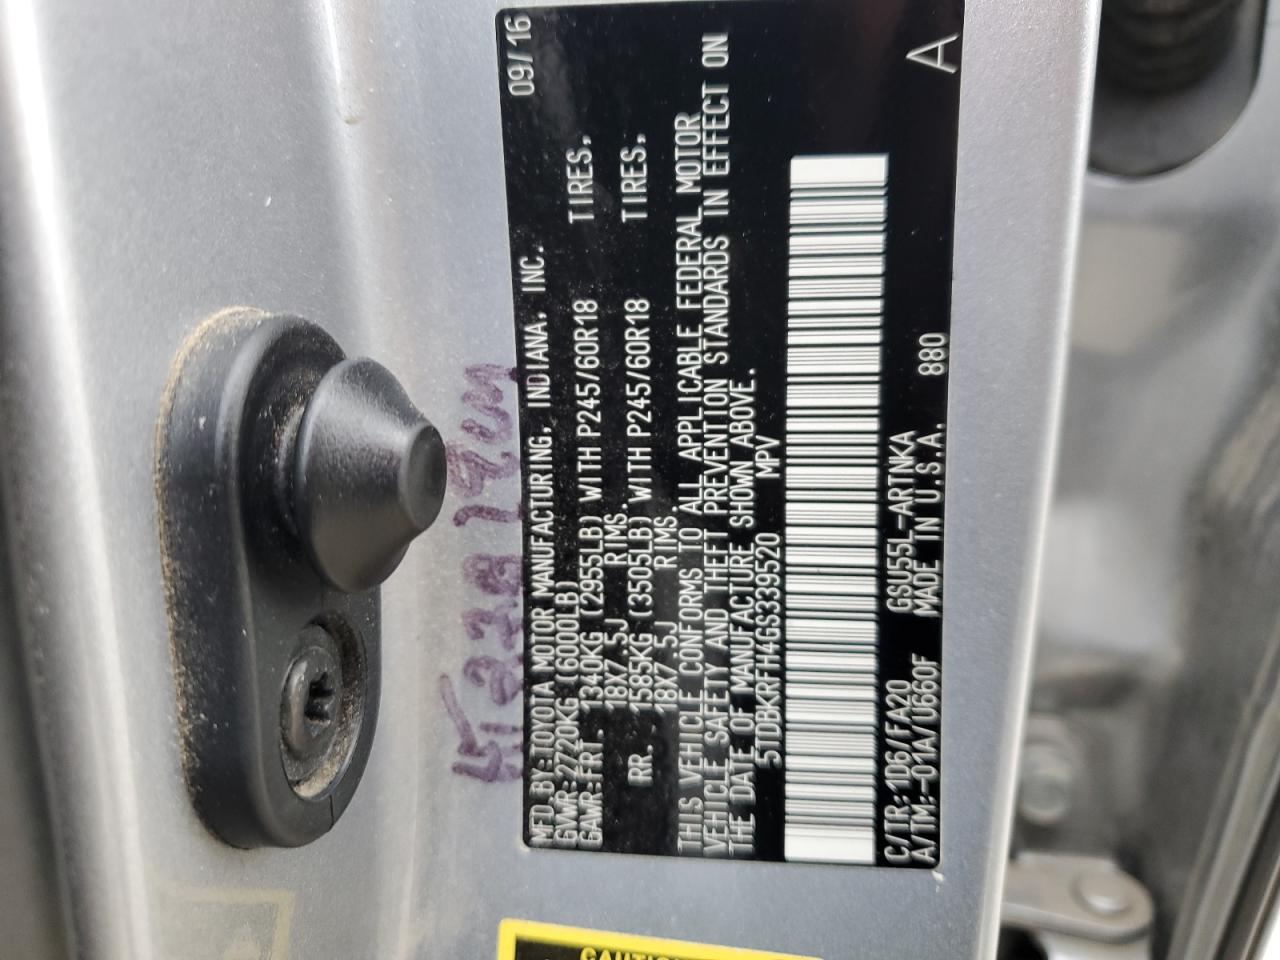 MFD BY: TOYOTA MOTOR MANUFACTURING, INDIANA, INC. 09/16
GVWR: 2720KG (6000LB)
GAWR: FRT. 1340KG (2955LB) WITH P245/60R18 TIRES,
18X7.5J RIMS.
RR. 1585KG (3505LB) WITH P245/60R18 TIRES,
18X7.5J RIMS.
THIS VEHICLE CONFORMS TO ALL APPLICABLE FEDERAL MOTOR
VEHICLE SAFETY AND THEFT PREVENTION STANDARDS IN EFFECT ON
THE DATE OF MANUFACTURE SHOWN ABOVE.
5TDBKRFH4GS339520 MPV
C/TR: 1D6/FA20 GSU55L-ARTNKA 880
A/TM: -01A/U660F MADE IN U.S.A. A
CAUTION